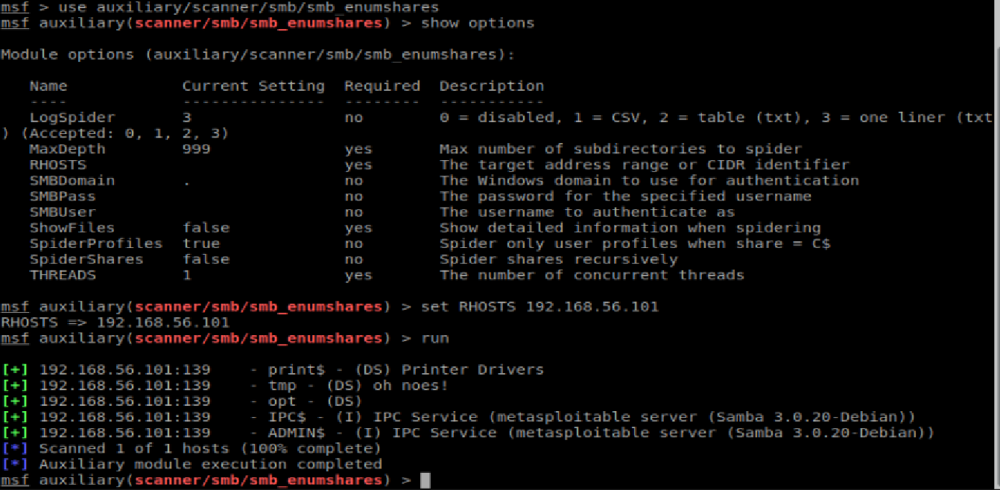 msf > use auxiliary/scanner/smb/smb_enumshares
msf auxiliary(scanner/smb/smb_enumshares) > show options
Module options (auxiliary/scanner/smb/smb_enumshares):
Name Current Setting Required Description
---- --------------- -------- -----------
LogSpider 3 no 0 = disabled, 1 = CSV, 2 = table (txt), 3 = one liner (txt
) (Accepted: 0, 1, 2, 3)
MaxDepth 999 yes Max number of subdirectories to spider
RHOSTS yes The target address range or CIDR identifier
SMBDomain . no The Windows domain to use for authentication
SMBPass no The password for the specified username
SMBUser no The username to authenticate as
ShowFiles false yes Show detailed information when spidering
SpiderProfiles true no Spider only user profiles when share = C$
SpiderShares false no Spider shares recursively
THREADS 1 yes The number of concurrent threads
msf auxiliary(scanner/smb/smb_enumshares) > set RHOSTS 192.168.56.101
RHOSTS => 192.168.56.101
msf auxiliary(scanner/smb/smb_enumshares) > run
[+] 192.168.56.101:139 - print$ - (DS) Printer Drivers
[+] 192.168.56.101:139 - tmp - (DS) oh noes!
[+] 192.168.56.101:139 - opt - (DS)
[+] 192.168.56.101:139 - IPC$ - (I) IPC Service (metasploitable server (Samba 3.0.20-Debian))
[+] 192.168.56.101:139 - ADMIN$ - (I) IPC Service (metasploitable server (Samba 3.0.20-Debian))
[*] Scanned 1 of 1 hosts (100% complete)
[*] Auxiliary module execution completed
msf auxiliary(scanner/smb/smb_enumshares) >